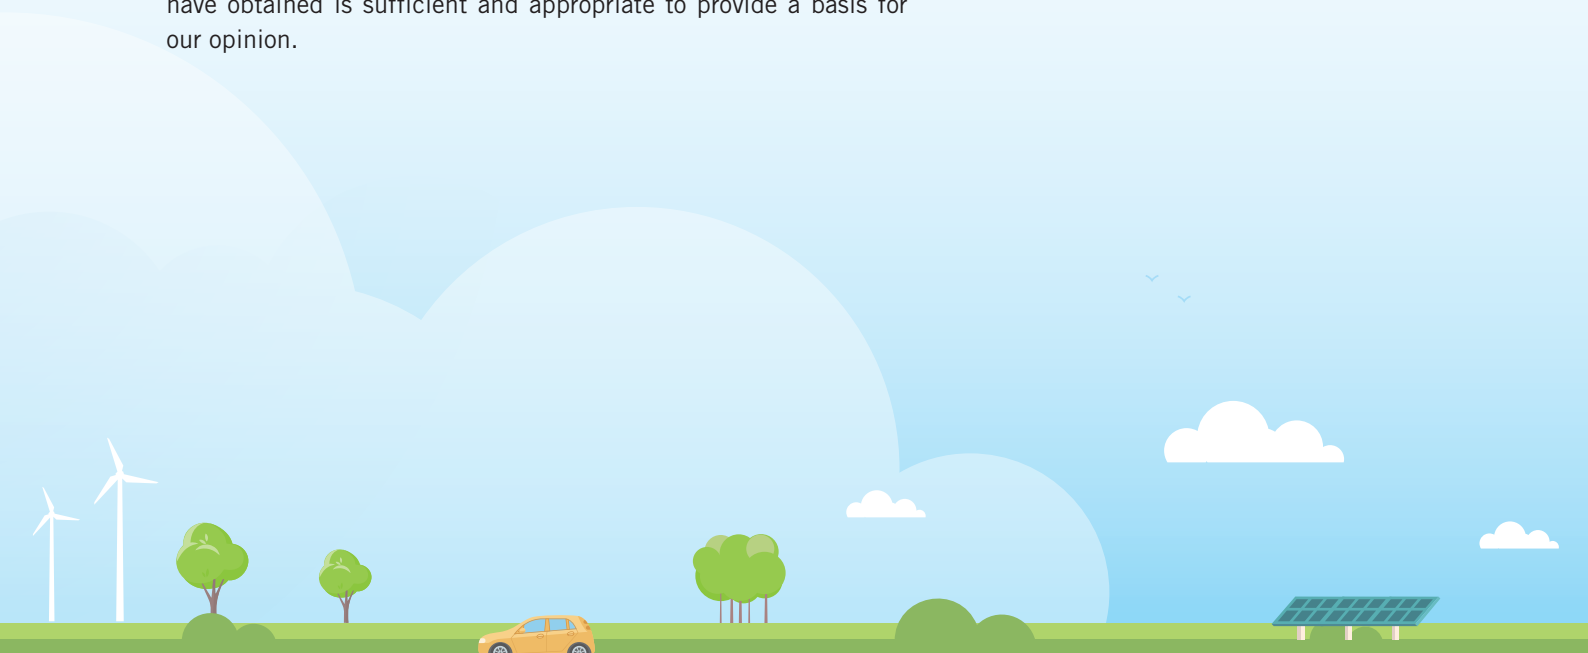 have obtained is sufficient and appropriate to provide a basis for
our opinion.